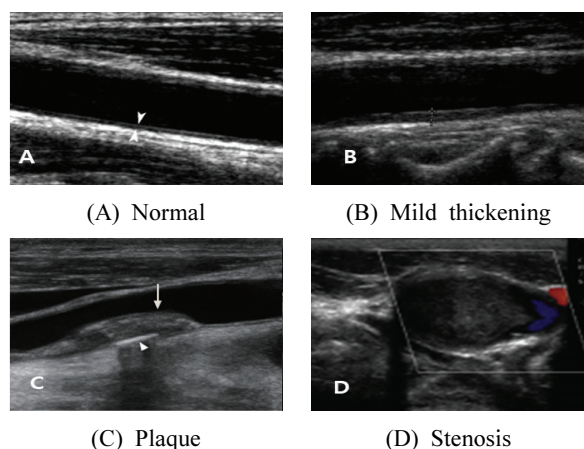 A
B
(A) Normal
(B) Mild thickening
C
D
(C) Plaque
(D) Stenosis